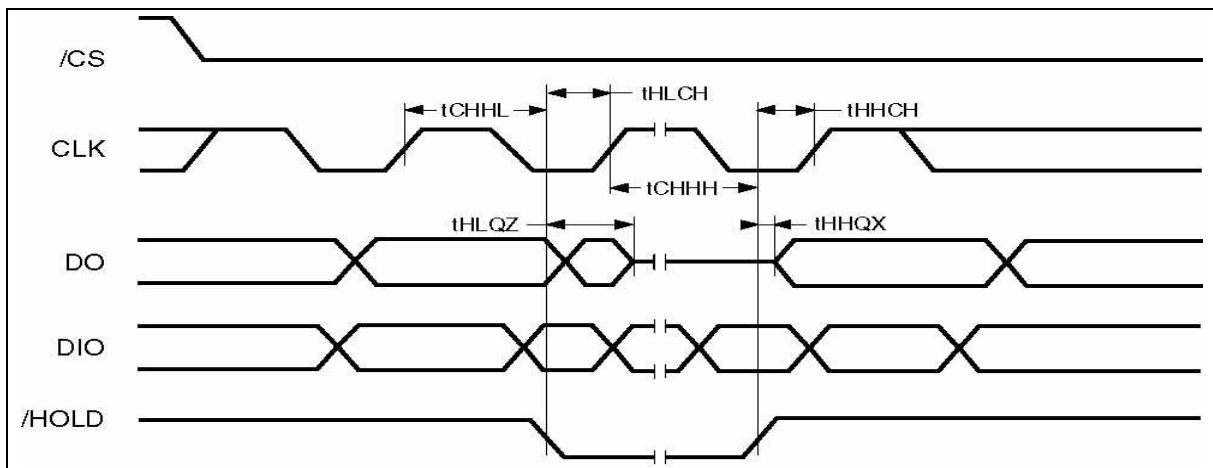 /CS
tHLCH
tCHHL
tHHCH
CLK
tCHHH
tHLQZ
tHHQX
DO
DIO
/HOLD